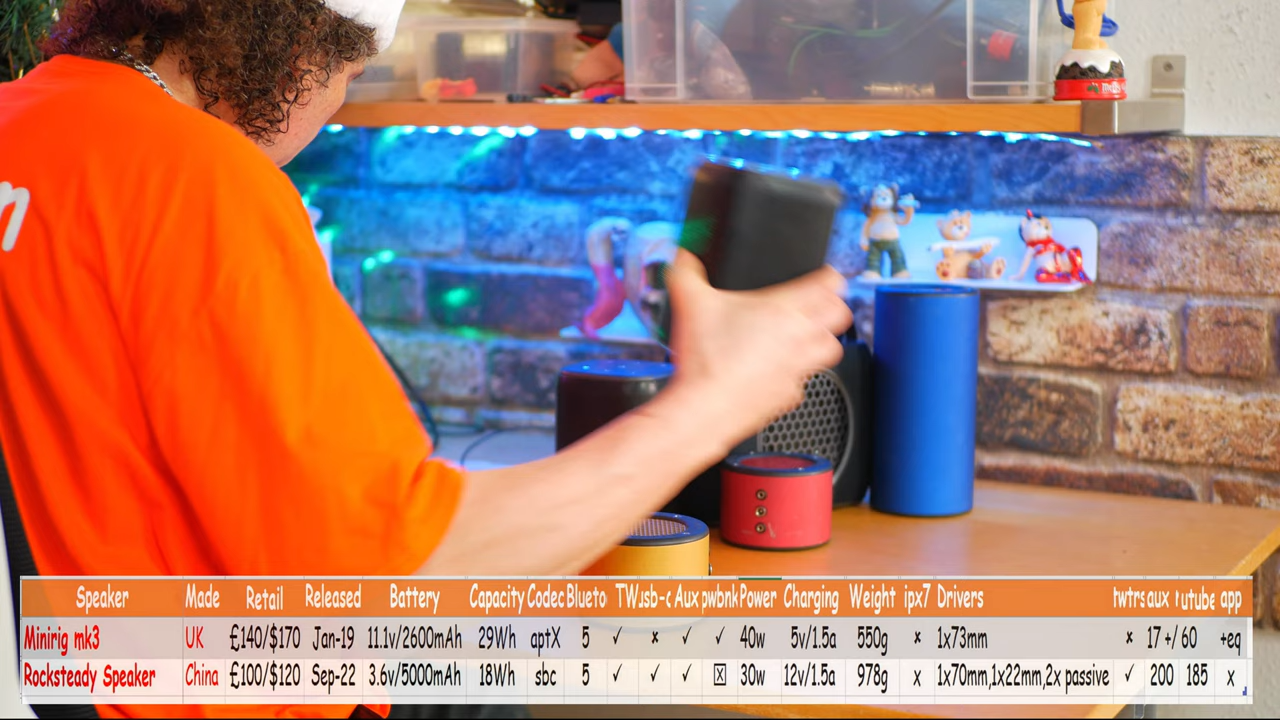 n
Speaker Made Retail Released Battery Capacity Codec Blueto TW usb-c Aux pwbnk Power Charging Weight ipx7 Drivers twtrs aux utube app
Minirig mk3 UK £140/$170 Jan-19 11.1v/2600mAh 29Wh aptX 5 ✓ × ✓ ✓ 40w 5v/1.5a 550g × 1x73mm × 17 +/ 60 +eq
Rocksteady Speaker China £100/$120 Sep-22 3.6v/5000mAh 18Wh sbc 5 ✓ ✓ ✓ ☒ 30w 12v/1.5a 978g x 1x70mm,1x22mm,2x passive ✓ 200 185 x